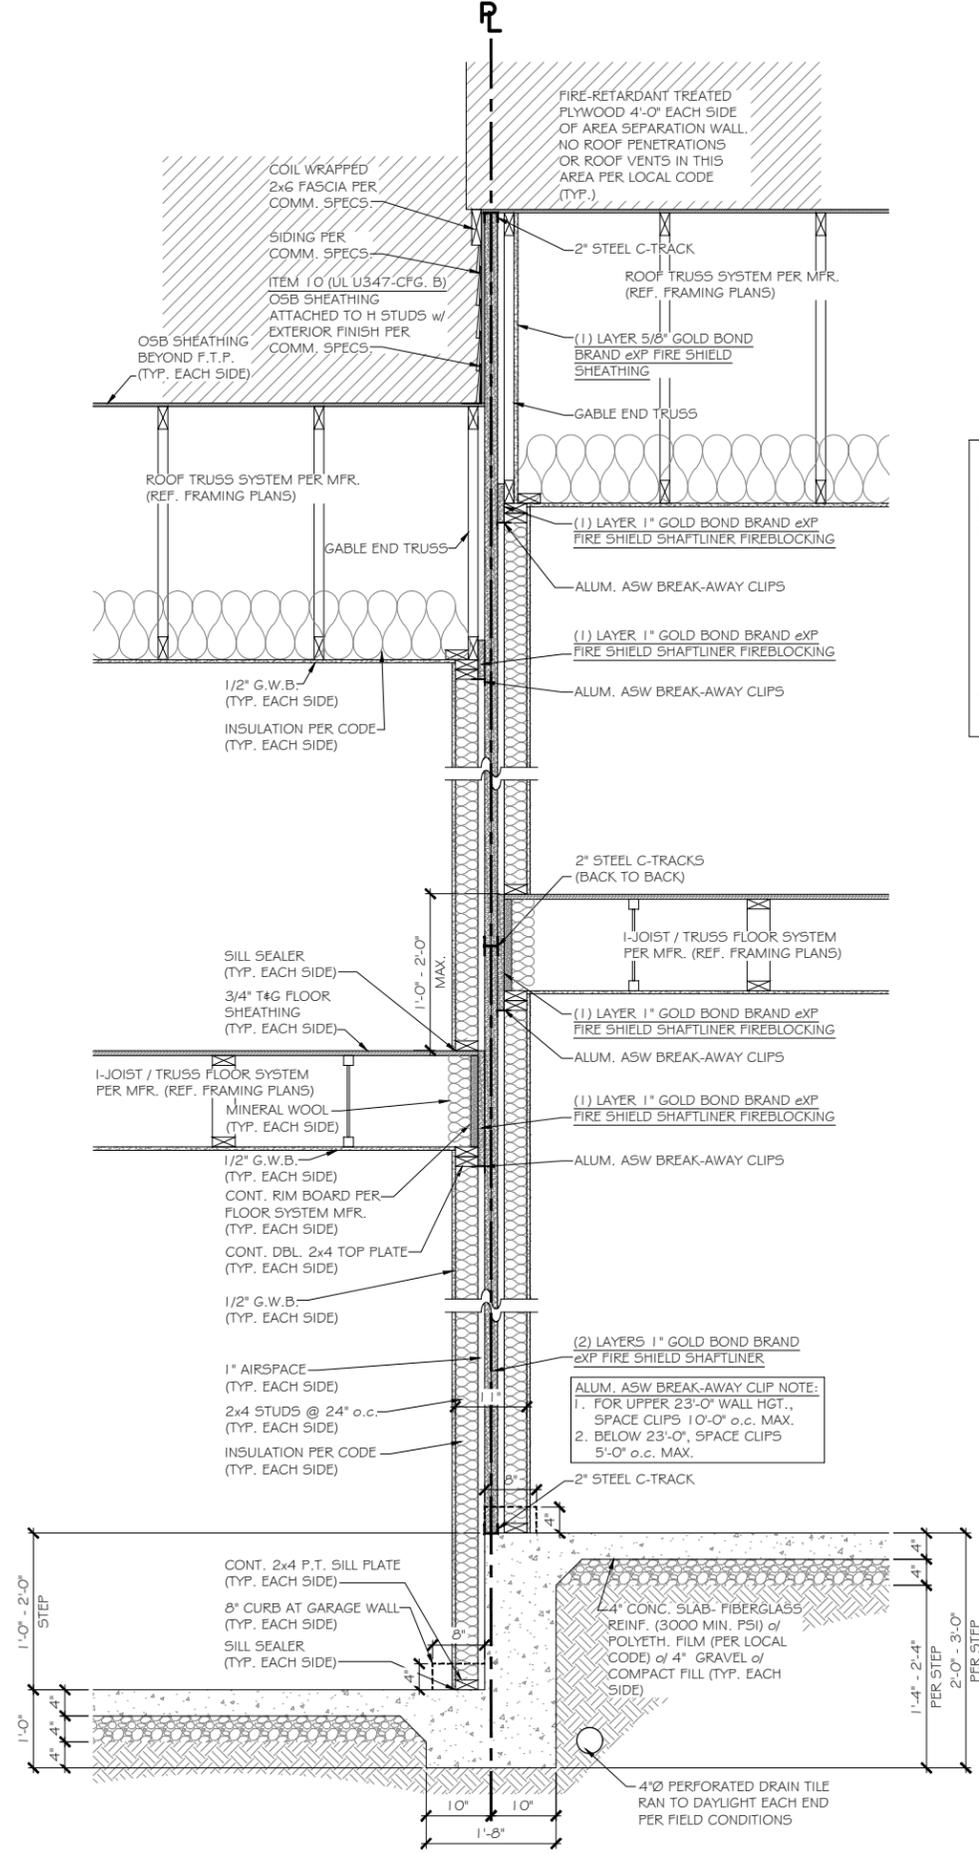 PL
FIRE-RETARDANT TREATED
PLYWOOD 4'-0" EACH SIDE
OF AREA SEPARATION WALL.
NO ROOF PENETRATIONS
OR ROOF VENTS IN THIS
AREA PER LOCAL CODE
(TYP.)
COIL WRAPPED
2x6 FASCIA PER
COMM. SPECS.
SIDING PER
COMM. SPECS.
ITEM 10 (UL U347-CFG. B)
OSB SHEATHING
ATTACHED TO H STUDS w/
EXTERIOR FINISH PER
COMM. SPECS.
OSB SHEATHING
BEYOND F.T.P.
(TYP. EACH SIDE)
2" STEEL C-TRACK
ROOF TRUSS SYSTEM PER MFR.
(REF. FRAMING PLANS)
(1) LAYER 5/8" GOLD BOND
BRAND eXP FIRE SHIELD
SHEATHING
GABLE END TRUSS
ROOF TRUSS SYSTEM PER MFR.
(REF. FRAMING PLANS)
GABLE END TRUSS
(1) LAYER 1" GOLD BOND BRAND eXP
FIRE SHIELD SHAFTLINER FIREBLOCKING
ALUM. ASW BREAK-AWAY CLIPS
(1) LAYER 1" GOLD BOND BRAND eXP
FIRE SHIELD SHAFTLINER FIREBLOCKING
ALUM. ASW BREAK-AWAY CLIPS
1/2" G.W.B.
(TYP. EACH SIDE)
INSULATION PER CODE
(TYP. EACH SIDE)
2" STEEL C-TRACKS
(BACK TO BACK)
1'-0" - 2'-0"
MAX.
I-JOIST / TRUSS FLOOR SYSTEM
PER MFR. (REF. FRAMING PLANS)
SILL SEALER
(TYP. EACH SIDE)
3/4" T&G FLOOR
SHEATHING
(TYP. EACH SIDE)
(1) LAYER 1" GOLD BOND BRAND eXP
FIRE SHIELD SHAFTLINER FIREBLOCKING
ALUM. ASW BREAK-AWAY CLIPS
I-JOIST / TRUSS FLOOR SYSTEM
PER MFR. (REF. FRAMING PLANS)
MINERAL WOOL
(TYP. EACH SIDE)
(1) LAYER 1" GOLD BOND BRAND eXP
FIRE SHIELD SHAFTLINER FIREBLOCKING
ALUM. ASW BREAK-AWAY CLIPS
1/2" G.W.B.
(TYP. EACH SIDE)
CONT. RIM BOARD PER
FLOOR SYSTEM MFR.
(TYP. EACH SIDE)
CONT. DBL. 2x4 TOP PLATE
(TYP. EACH SIDE)
1/2" G.W.B.
(TYP. EACH SIDE)
(2) LAYERS 1" GOLD BOND BRAND
eXP FIRE SHIELD SHAFTLINER
1" AIRSPACE
(TYP. EACH SIDE)
11"
2x4 STUDS @ 24" o.c.
(TYP. EACH SIDE)
INSULATION PER CODE
(TYP. EACH SIDE)
ALUM. ASW BREAK-AWAY CLIP NOTE:
1. FOR UPPER 23'-0" WALL HGT.,
SPACE CLIPS 10'-0" o.c. MAX.
2. BELOW 23'-0", SPACE CLIPS
5'-0" o.c. MAX.
8"
2" STEEL C-TRACK
4"
CONT. 2x4 P.T. SILL PLATE
(TYP. EACH SIDE)
8" CURB AT GARAGE WALL
(TYP. EACH SIDE)
SILL SEALER
(TYP. EACH SIDE)
8"
4"
1'-0" - 2'-0"
STEP
1'-0"
4"
4"
4" CONC. SLAB- FIBERGLASS
REINF. (3000 MIN. PSI) o/
POLYETH. FILM (PER LOCAL
CODE) o/ 4" GRAVEL o/
COMPACT FILL (TYP. EACH
SIDE)
4"
4"
1'-4" - 2'-4"
PER STEP
2'-0" - 3'-0"
PER STEP
4"Ø PERFORATED DRAIN TILE
RAN TO DAYLIGHT EACH END
PER FIELD CONDITIONS
10"
10"
1'-8"